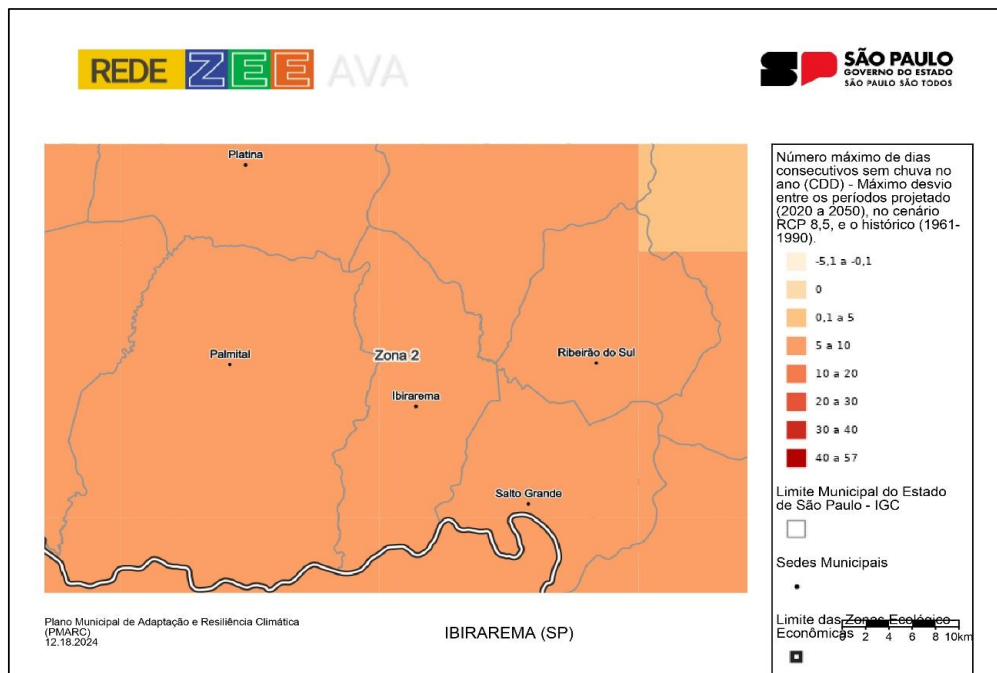 REDE ZEE AVA
SÃO PAULO
GOVERNO DO ESTADO
SÃO PAULO SÃO TODOS
Platina
Palmital
Zona 2
Ibirarema
Ribeirão do Sul
Salto Grande
Número máximo de dias
consecutivos sem chuva no
ano (CDD) - Máximo desvio
entre os períodos projetado
(2020 a 2050), no cenário
RCP 8,5, e o histórico (1961-
1990).
-5,1 a -0,1
0
0,1 a 5
5 a 10
10 a 20
20 a 30
30 a 40
40 a 57
Limite Municipal do Estado
de São Paulo - IGC
Sedes Municipais
Limite das Zonas Ecológico
Econômicas
0 2 4 6 8 10km
Plano Municipal de Adaptação e Resiliência Climática
(PMARC)
12.18.2024
IBIRAREMA (SP)